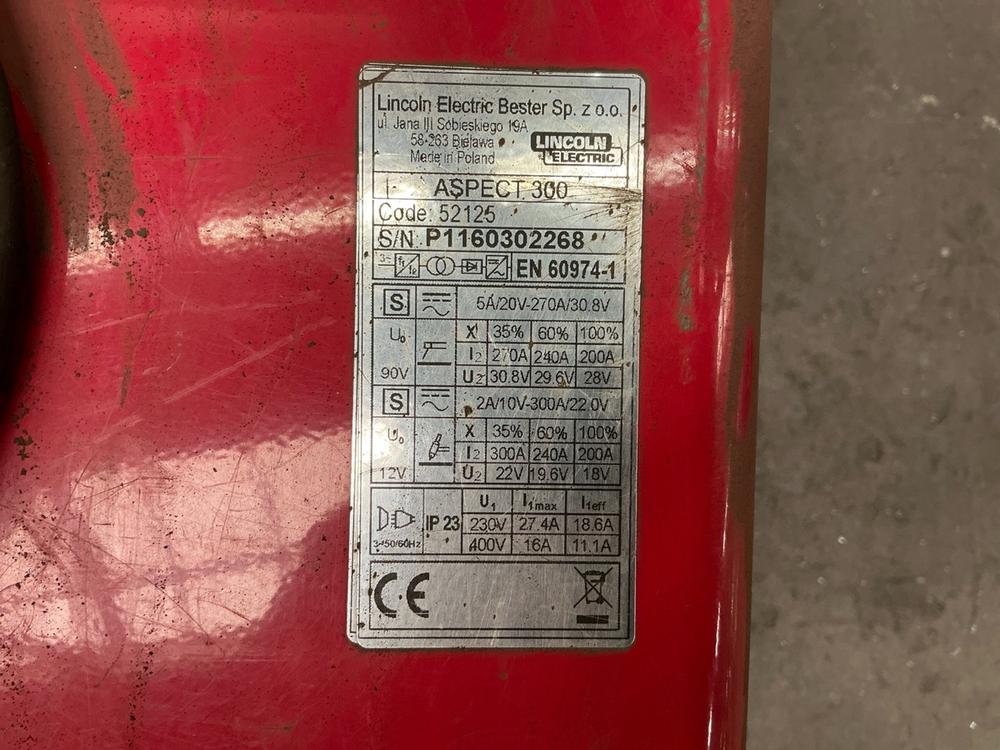 Lincoln Electric Bester Sp. z o.o.
ul. Jana III Sobieskiego 19A
58-263 Bielawa
Made in Poland
LINCOLN
ELECTRIC
ASPECT 300
Code: 52125
S/N: P1160302268
3~ f1/f2 EN 60974-1
S 5A/20V-270A/30.8V
U0 X 35% 60% 100%
I2 270A 240A 200A
90V U2 30.8V 29.6V 28V
S 2A/10V-300A/22.0V
U0 X 35% 60% 100%
I2 300A 240A 200A
12V U2 22V 19.6V 18V
U1 I1max I1eff
IP 23 230V 27.4A 18.6A
3~50/60Hz 400V 16A 11.1A
CE